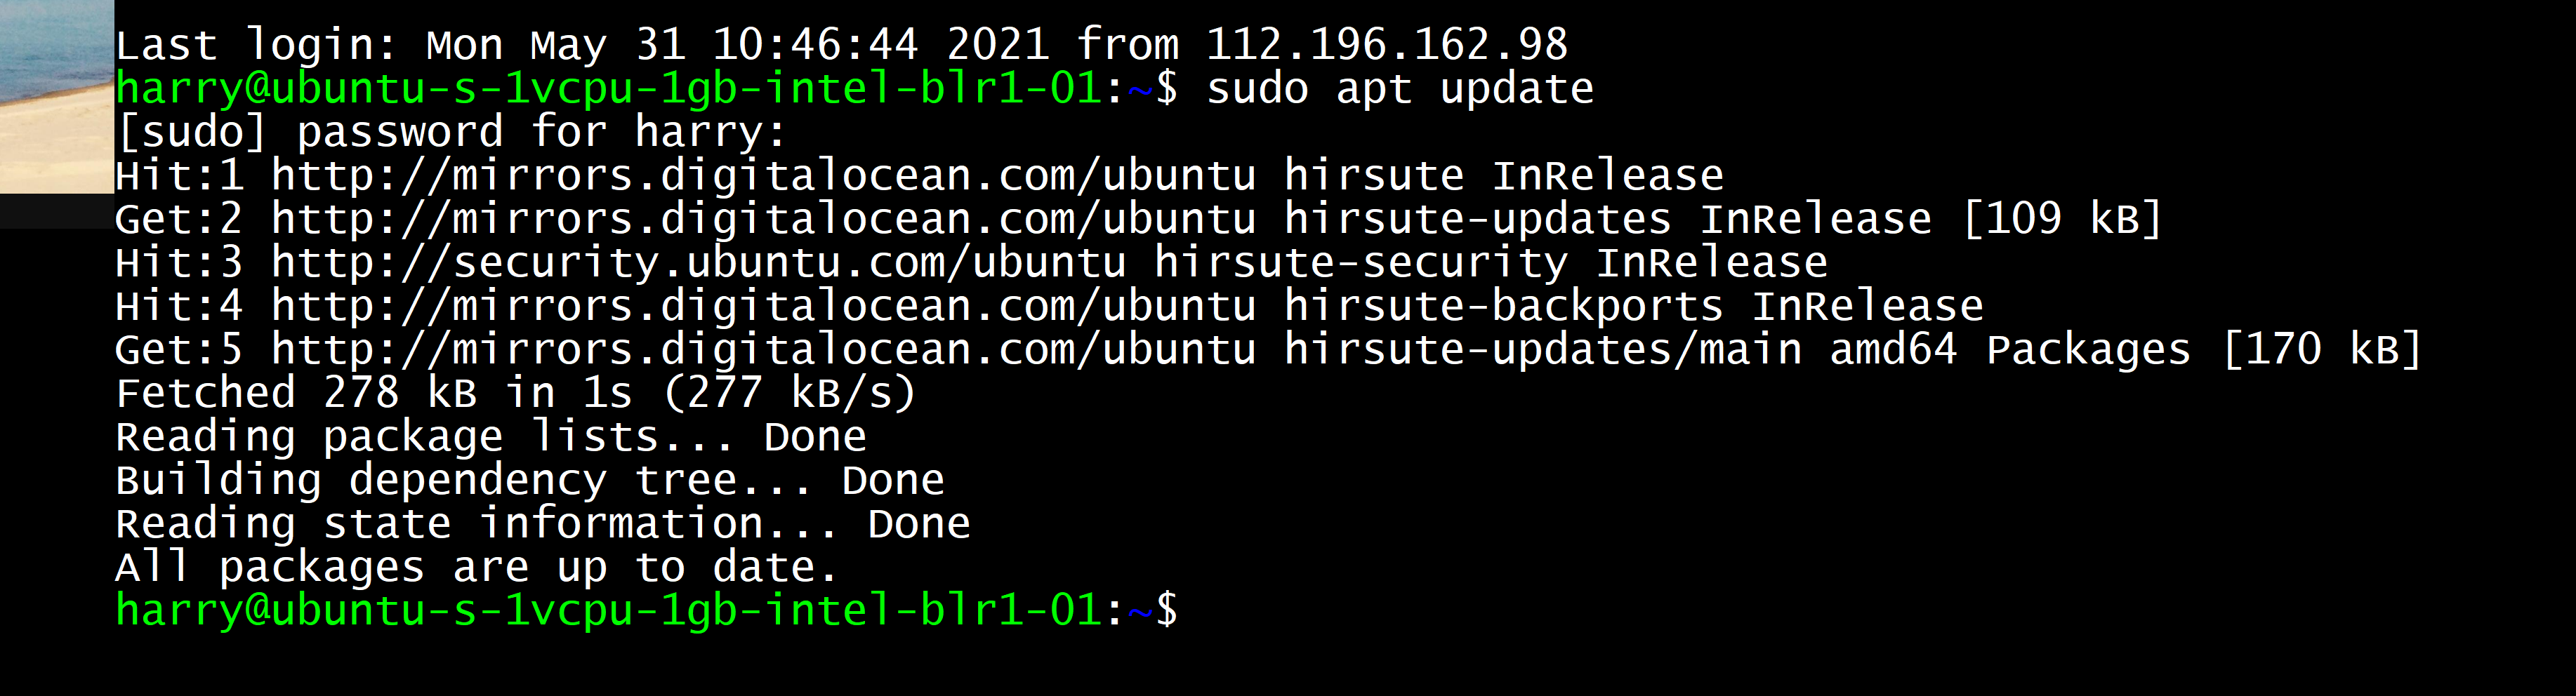 Last login: Mon May 31 10:46:44 2021 from 112.196.162.98
harry@ubuntu-s-1vcpu-1gb-intel-blr1-01:~$ sudo apt update
[sudo] password for harry:
Hit:1 http://mirrors.digitalocean.com/ubuntu hirsute InRelease
Get:2 http://mirrors.digitalocean.com/ubuntu hirsute-updates InRelease [109 kB]
Hit:3 http://security.ubuntu.com/ubuntu hirsute-security InRelease
Hit:4 http://mirrors.digitalocean.com/ubuntu hirsute-backports InRelease
Get:5 http://mirrors.digitalocean.com/ubuntu hirsute-updates/main amd64 Packages [170 kB]
Fetched 278 kB in 1s (277 kB/s)
Reading package lists... Done
Building dependency tree... Done
Reading state information... Done
All packages are up to date.
harry@ubuntu-s-1vcpu-1gb-intel-blr1-01:~$